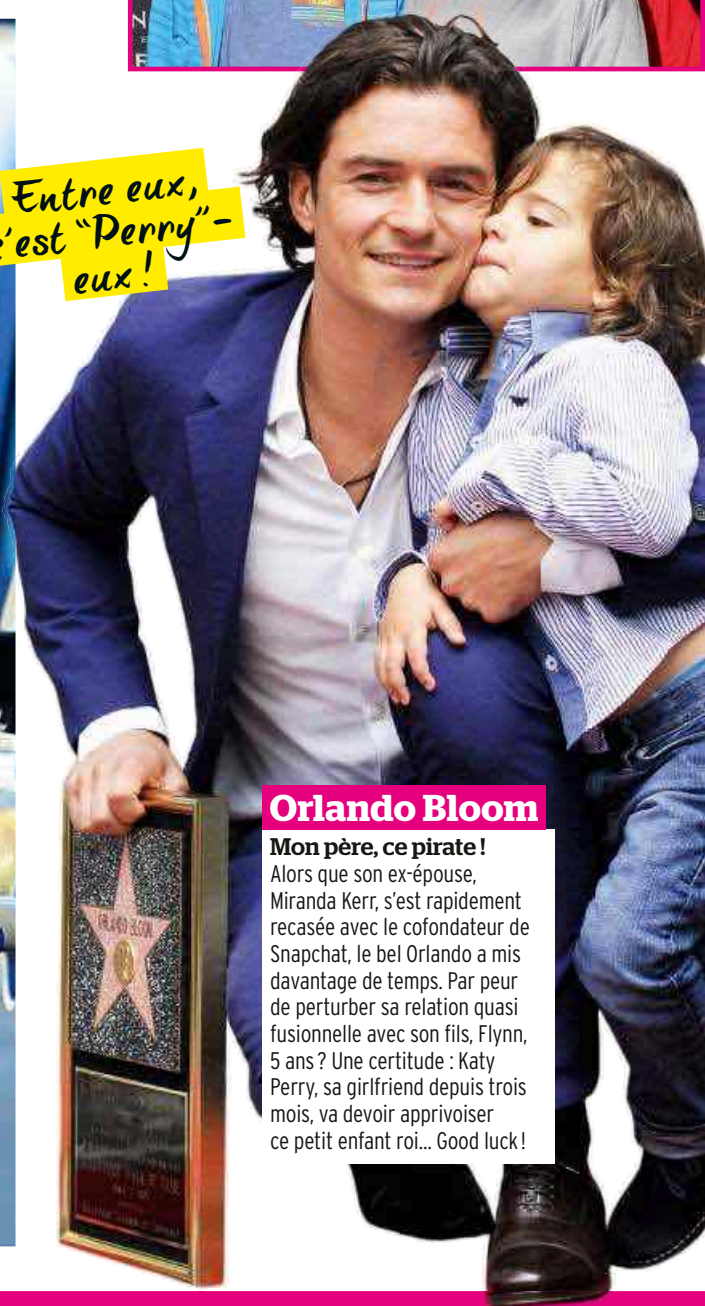 N
E
F
Entre eux,
c'est "Perry"-
eux !
ORLANDO BLOOM
Orlando Bloom
Mon père, ce pirate !
Alors que son ex-épouse,
Miranda Kerr, s'est rapidement
recasée avec le cofondateur de
Snapchat, le bel Orlando a mis
davantage de temps. Par peur
de perturber sa relation quasi
fusionnelle avec son fils, Flynn,
5 ans ? Une certitude : Katy
Perry, sa girlfriend depuis trois
mois, va devoir apprivoiser
ce petit enfant roi... Good luck !